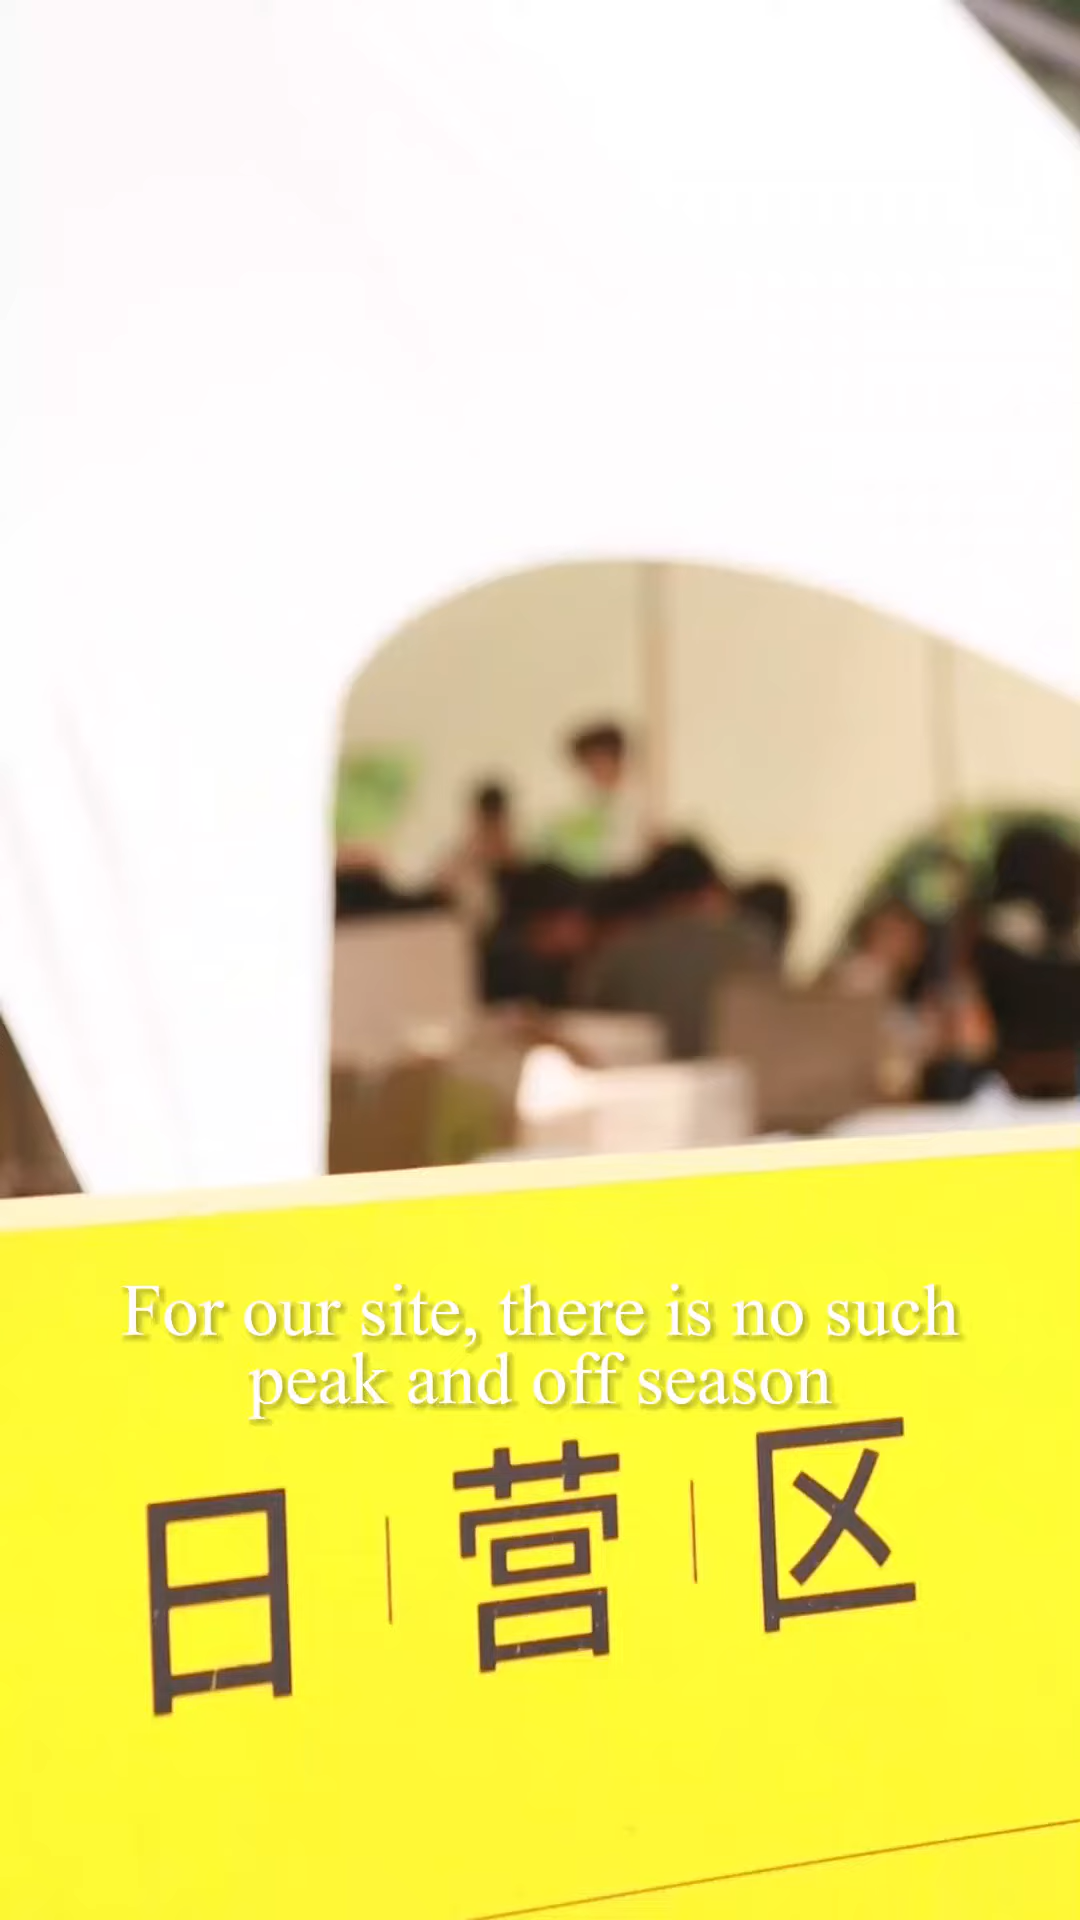 For our site, there is no such
peak and off season
日营区